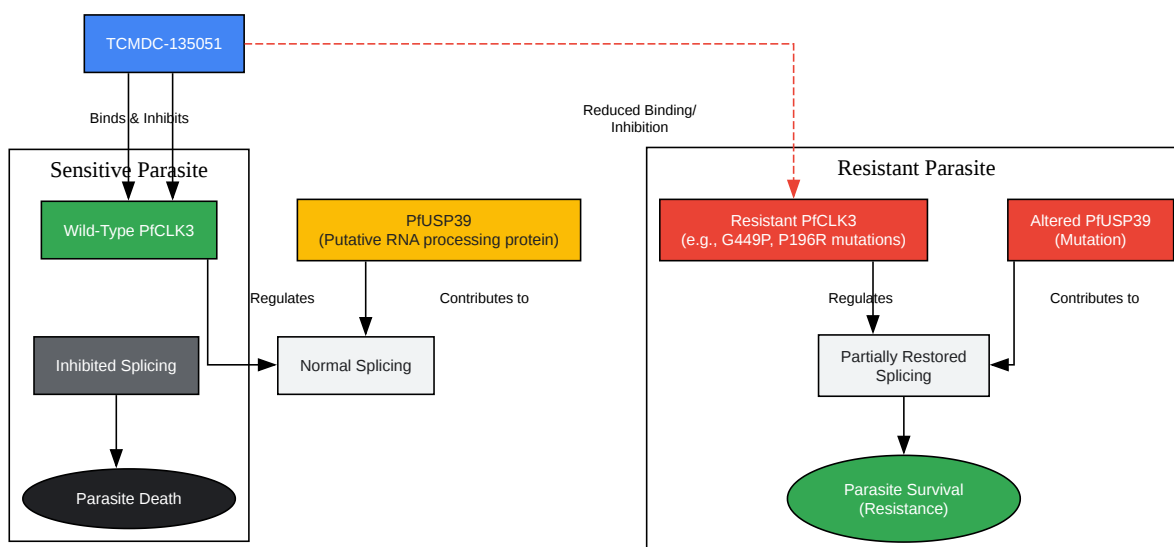 TCMDC-135051
Binds & Inhibits
Reduced Binding/
Inhibition
Sensitive Parasite
Resistant Parasite
Wild-Type PfCLK3
PfUSP39
(Putative RNA processing protein)
Resistant PfCLK3
(e.g., G449P, P196R mutations)
Altered PfUSP39
(Mutation)
Regulates
Contributes to
Regulates
Contributes to
Inhibited Splicing
Normal Splicing
Partially Restored
Splicing
Parasite Death
Parasite Survival
(Resistance)